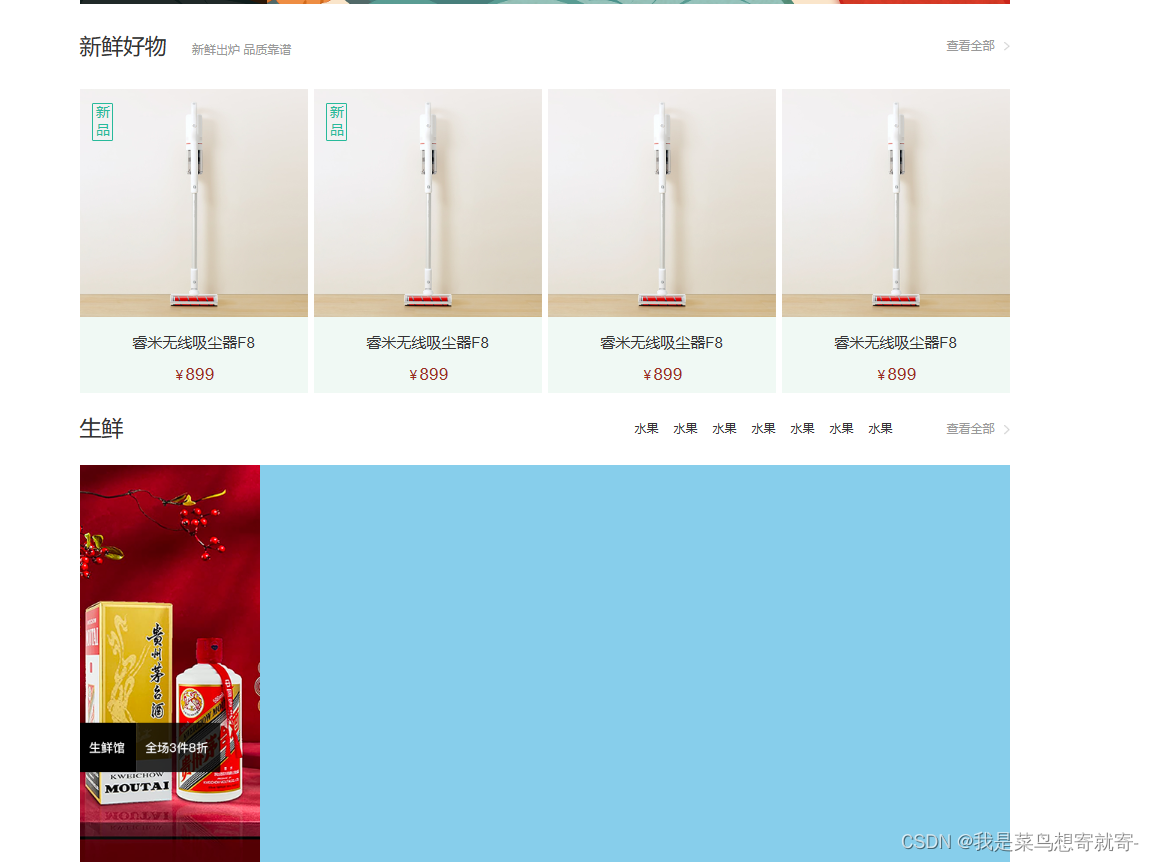 新鲜好物 新鲜出炉 品质靠谱 查看全部
新品
新品
睿米无线吸尘器F8 睿米无线吸尘器F8 睿米无线吸尘器F8 睿米无线吸尘器F8
¥899 ¥899 ¥899 ¥899
生鲜 水果 水果 水果 水果 水果 水果 水果 查看全部
MOUTAI
贵州茅台酒
生鲜馆 全场3件8折
KWEICHOW
MOUTAI
CSDN @我是菜鸟想寄就寄-